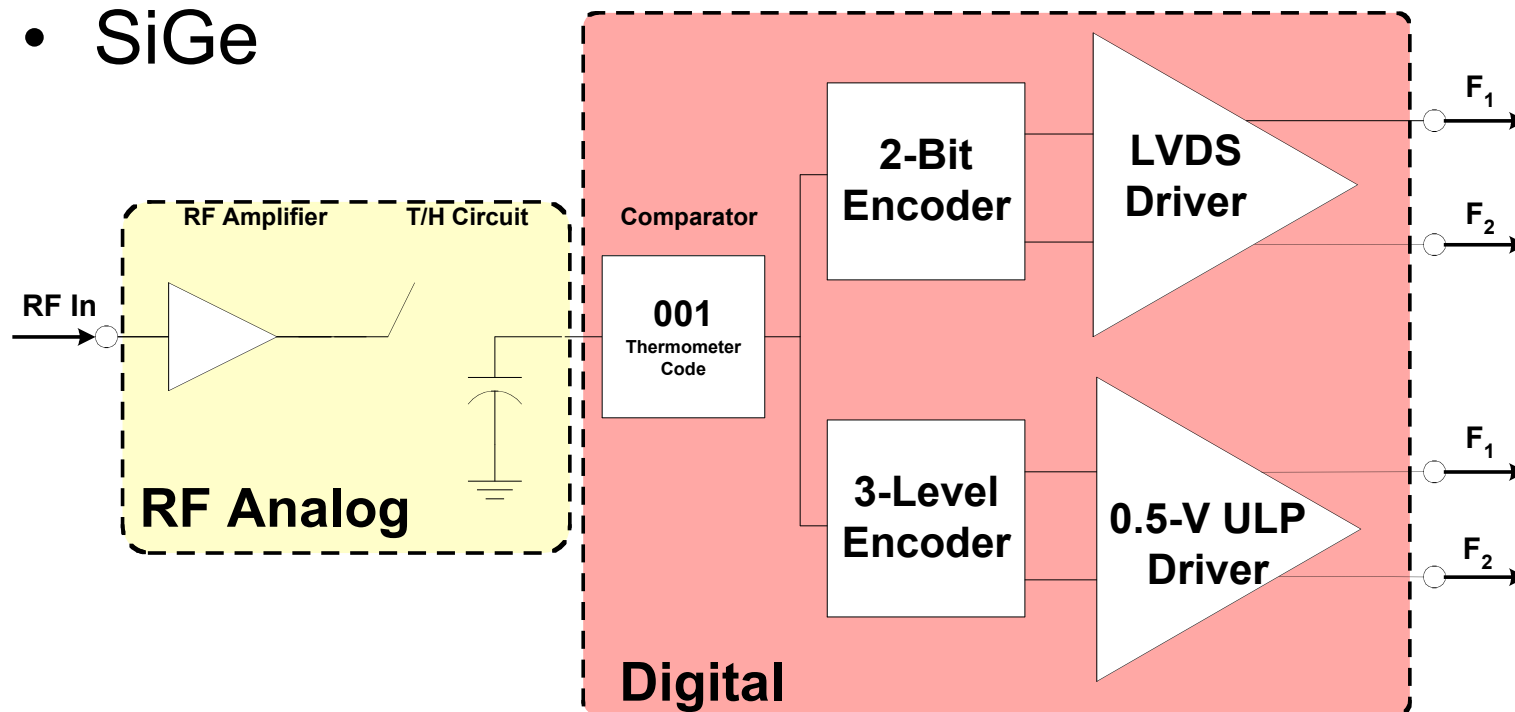 • SiGe
RF Amplifier
T/H Circuit
RF In
RF Analog
Comparator
001
Thermometer
Code
2-Bit
Encoder
LVDS
Driver
F1
F2
3-Level
Encoder
0.5-V ULP
Driver
F1
F2
Digital